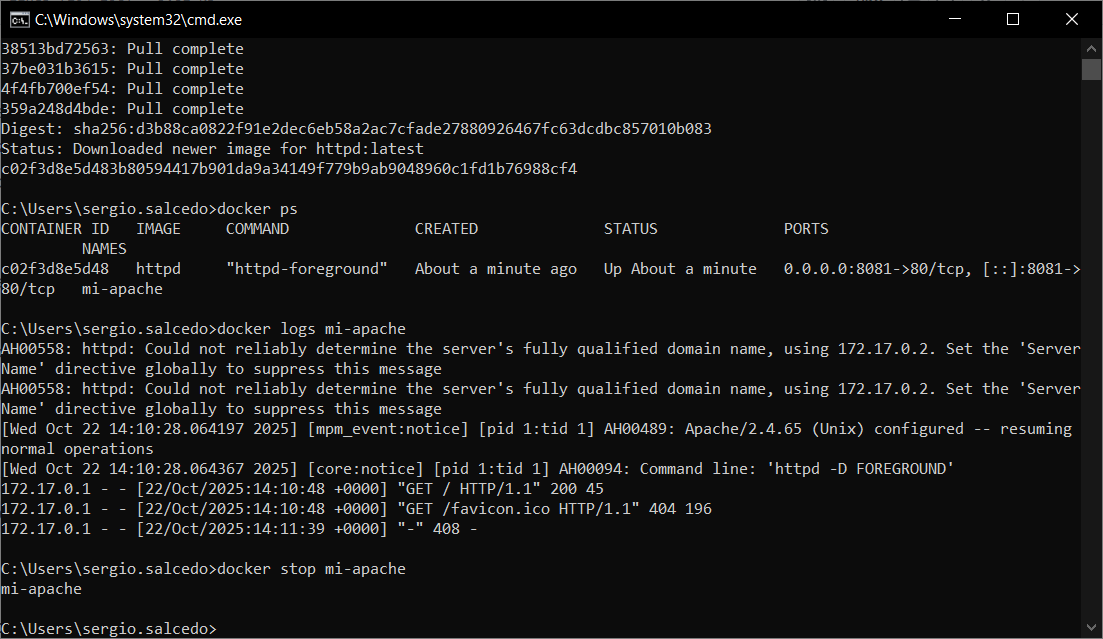 C:\Windows\system32\cmd.exe
38513bd72563: Pull complete
37be031b3615: Pull complete
4f4fb700ef54: Pull complete
359a248d4bde: Pull complete
Digest: sha256:d3b88ca0822f91e2dec6eb58a2ac7cfade27880926467fc63dcdbc857010b083
Status: Downloaded newer image for httpd:latest
c02f3d8e5d483b80594417b901da9a34149f779b9ab9048960c1fd1b76988cf4

C:\Users\sergio.salcedo>docker ps
CONTAINER ID   IMAGE     COMMAND              CREATED              STATUS              PORTS
         NAMES
c02f3d8e5d48   httpd     "httpd-foreground"   About a minute ago   Up About a minute   0.0.0.0:8081->80/tcp, [::]:8081->
80/tcp   mi-apache

C:\Users\sergio.salcedo>docker logs mi-apache
AH00558: httpd: Could not reliably determine the server's fully qualified domain name, using 172.17.0.2. Set the 'Server
Name' directive globally to suppress this message
AH00558: httpd: Could not reliably determine the server's fully qualified domain name, using 172.17.0.2. Set the 'Server
Name' directive globally to suppress this message
[Wed Oct 22 14:10:28.064197 2025] [mpm_event:notice] [pid 1:tid 1] AH00489: Apache/2.4.65 (Unix) configured -- resuming
normal operations
[Wed Oct 22 14:10:28.064367 2025] [core:notice] [pid 1:tid 1] AH00094: Command line: 'httpd -D FOREGROUND'
172.17.0.1 - - [22/Oct/2025:14:10:48 +0000] "GET / HTTP/1.1" 200 45
172.17.0.1 - - [22/Oct/2025:14:10:48 +0000] "GET /favicon.ico HTTP/1.1" 404 196
172.17.0.1 - - [22/Oct/2025:14:11:39 +0000] "-" 408 -

C:\Users\sergio.salcedo>docker stop mi-apache
mi-apache

C:\Users\sergio.salcedo>